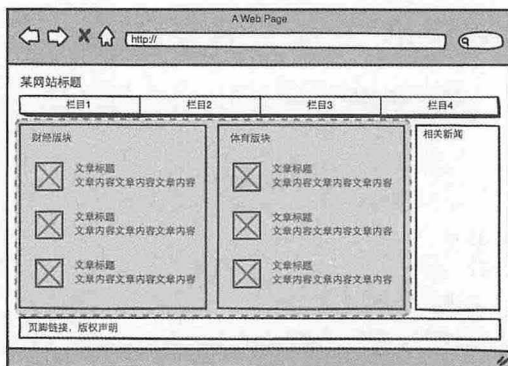 A Web Page
http://
某网站标题
栏目1 栏目2 栏目3 栏目4
财经版块
文章标题
文章内容文章内容文章内容
文章标题
文章内容文章内容文章内容
文章标题
文章内容文章内容文章内容
体育版块
文章标题
文章内容文章内容文章内容
文章标题
文章内容文章内容文章内容
文章标题
文章内容文章内容文章内容
相关新闻
页脚链接，版权声明